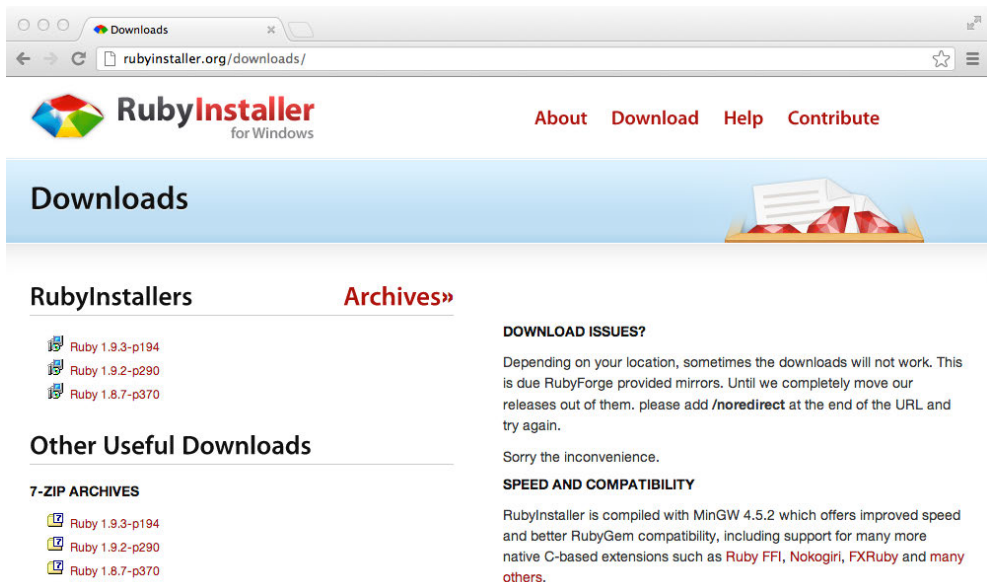 Downloads
rubyinstaller.org/downloads/
RubyInstaller
for Windows
About Download Help Contribute
Downloads
RubyInstallers Archives»
Ruby 1.9.3-p194
Ruby 1.9.2-p290
Ruby 1.8.7-p370
Other Useful Downloads
7-ZIP ARCHIVES
Ruby 1.9.3-p194
Ruby 1.9.2-p290
Ruby 1.8.7-p370
DOWNLOAD ISSUES?
Depending on your location, sometimes the downloads will not work. This
is due RubyForge provided mirrors. Until we completely move our
releases out of them. please add /noredirect at the end of the URL and
try again.
Sorry the inconvenience.
SPEED AND COMPATIBILITY
RubyInstaller is compiled with MinGW 4.5.2 which offers improved speed
and better RubyGem compatibility, including support for many more
native C-based extensions such as Ruby FFI, Nokogiri, FXRuby and many
others.